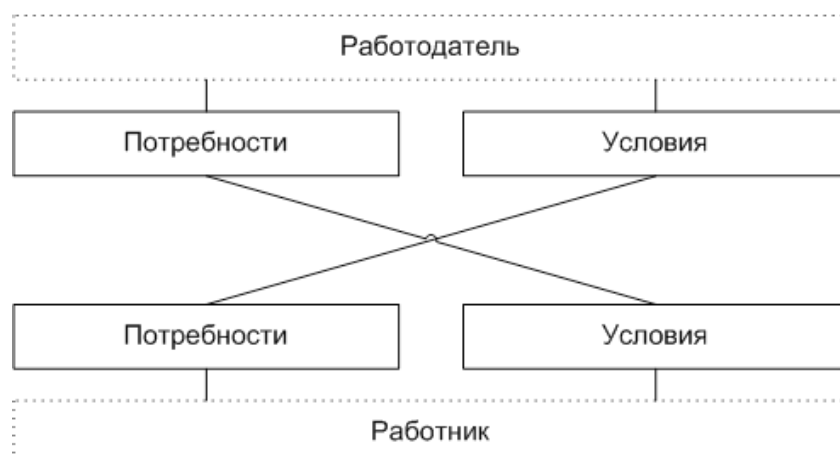 Работодатель
Потребности
Условия
Потребности
Условия
Работник